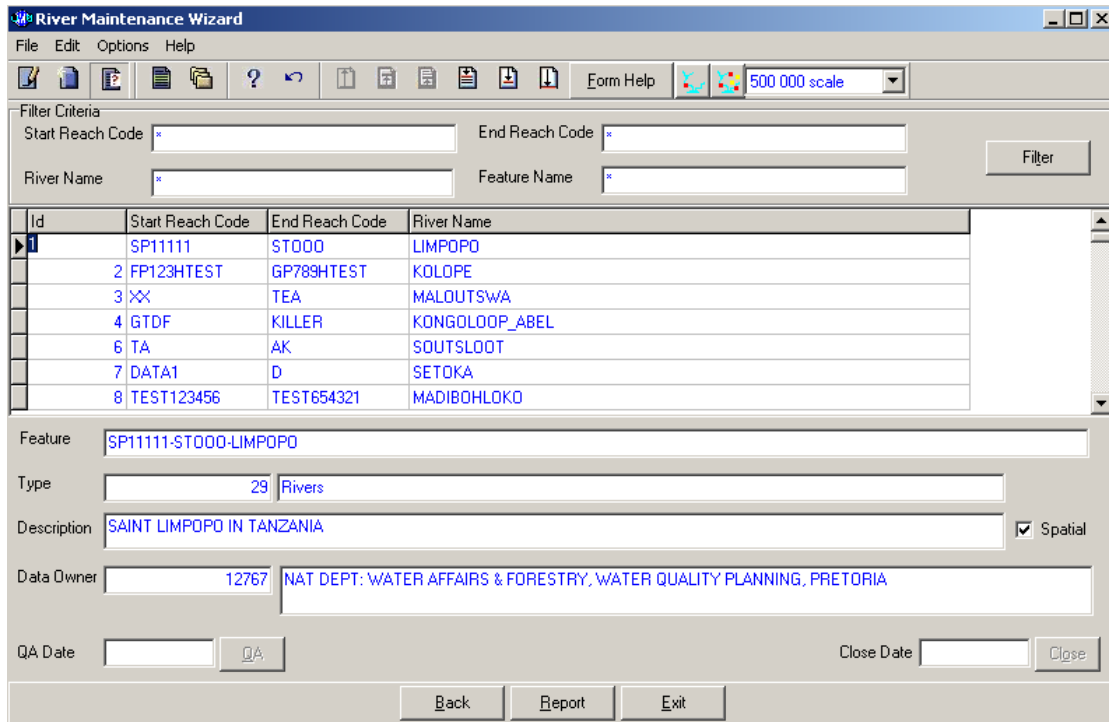 River Maintenance Wizard
File Edit Options Help
Form Help 500 000 scale
Filter Criteria
Start Reach Code * End Reach Code *
Filter
River Name * Feature Name *
Id Start Reach Code End Reach Code River Name
1 SP11111 STOOO LIMPOPO
2 FP123HTEST GP789HTEST KOLOPE
3 XX TEA MALOUTSWA
4 GTDF KILLER KONGOLOOP_ABEL
6 TA AK SOUTSLOOT
7 DATA1 D SETOKA
8 TEST123456 TEST654321 MADIBOHLOKO
Feature SP11111-STOOO-LIMPOPO
Type 29 Rivers
Description SAINT LIMPOPO IN TANZANIA Spatial
Data Owner 12767 NAT DEPT: WATER AFFAIRS & FORESTRY, WATER QUALITY PLANNING, PRETORIA
QA Date QA Close Date Close
Back Report Exit